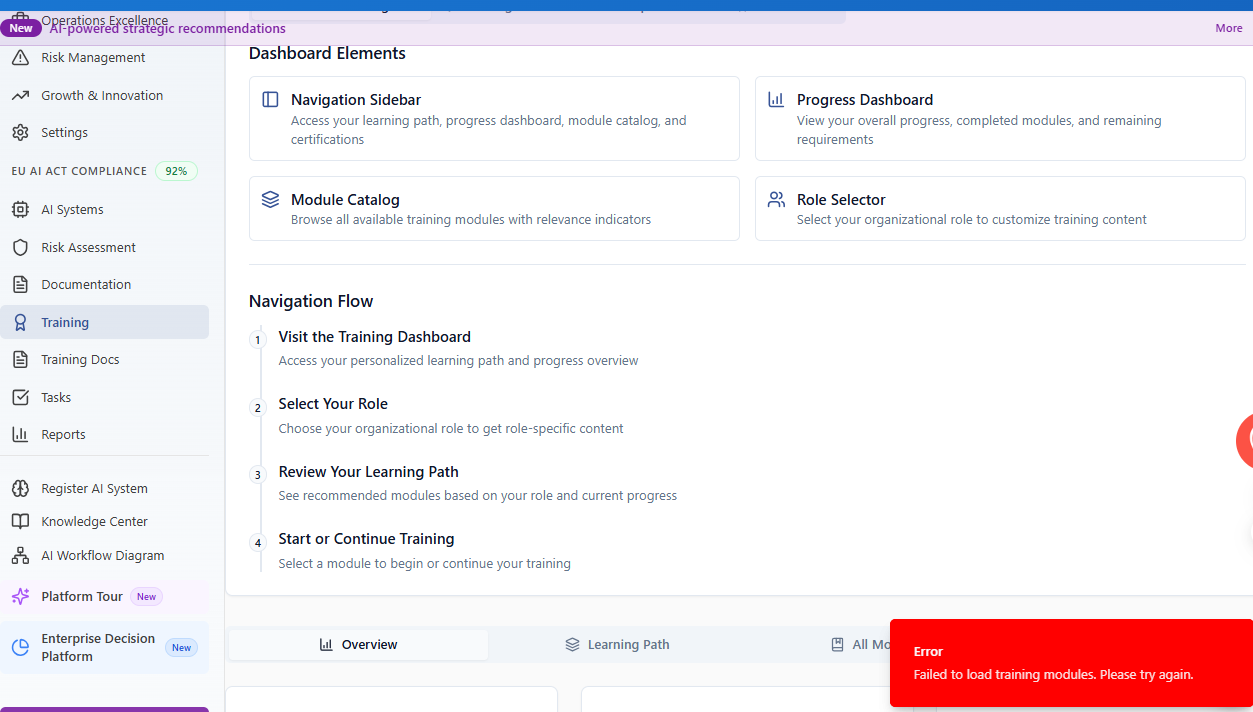 Operations Excellence
New AI-powered strategic recommendations
More
Risk Management
Growth & Innovation
Settings
EU AI ACT COMPLIANCE 92%
AI Systems
Risk Assessment
Documentation
Training
Training Docs
Tasks
Reports
Register AI System
Knowledge Center
AI Workflow Diagram
Platform Tour New
Enterprise Decision
Platform
New
Dashboard Elements
Navigation Sidebar
Access your learning path, progress dashboard, module catalog, and
certifications
Progress Dashboard
View your overall progress, completed modules, and remaining
requirements
Module Catalog
Browse all available training modules with relevance indicators
Role Selector
Select your organizational role to customize training content
Navigation Flow
1 Visit the Training Dashboard
Access your personalized learning path and progress overview
2 Select Your Role
Choose your organizational role to get role-specific content
3 Review Your Learning Path
See recommended modules based on your role and current progress
4 Start or Continue Training
Select a module to begin or continue your training
Overview
Learning Path
All Mo
Error
Failed to load training modules. Please try again.